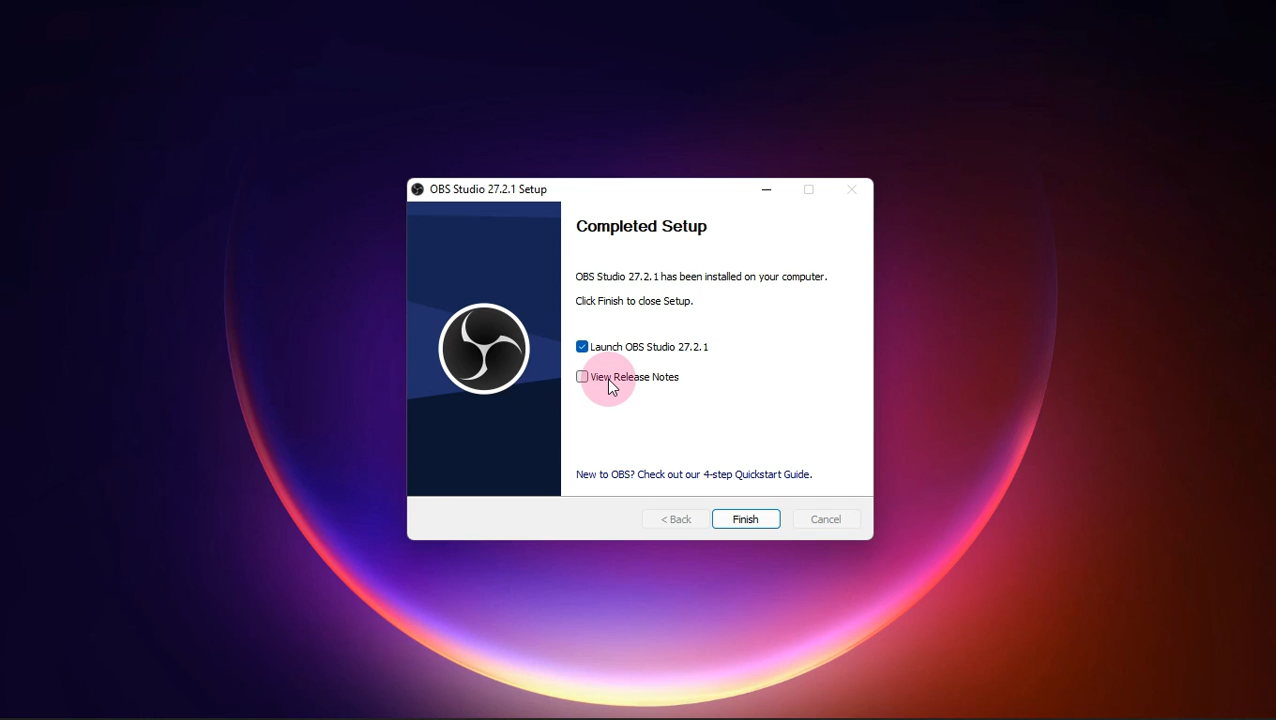 OBS Studio 27.2.1 Setup
Completed Setup
OBS Studio 27.2.1 has been installed on your computer.
Click Finish to close Setup.
Launch OBS Studio 27.2.1
View Release Notes
New to OBS? Check out our 4-step Quickstart Guide.
< Back Finish Cancel